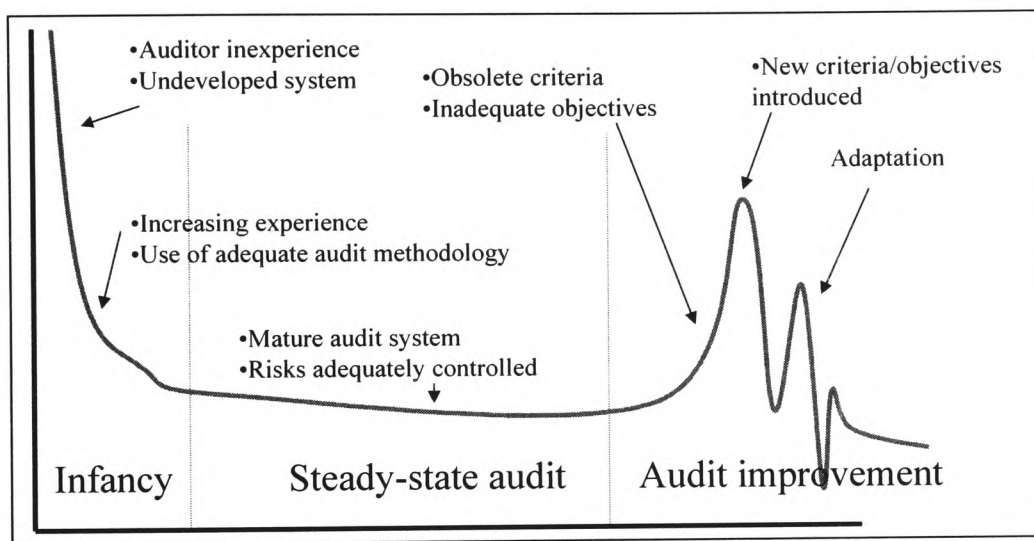 •Auditor inexperience
•Undeveloped system
•Obsolete criteria
•Inadequate objectives
•New criteria/objectives
introduced
Adaptation
•Increasing experience
•Use of adequate audit methodology
•Mature audit system
•Risks adequately controlled
Infancy
Steady-state audit
Audit improvement